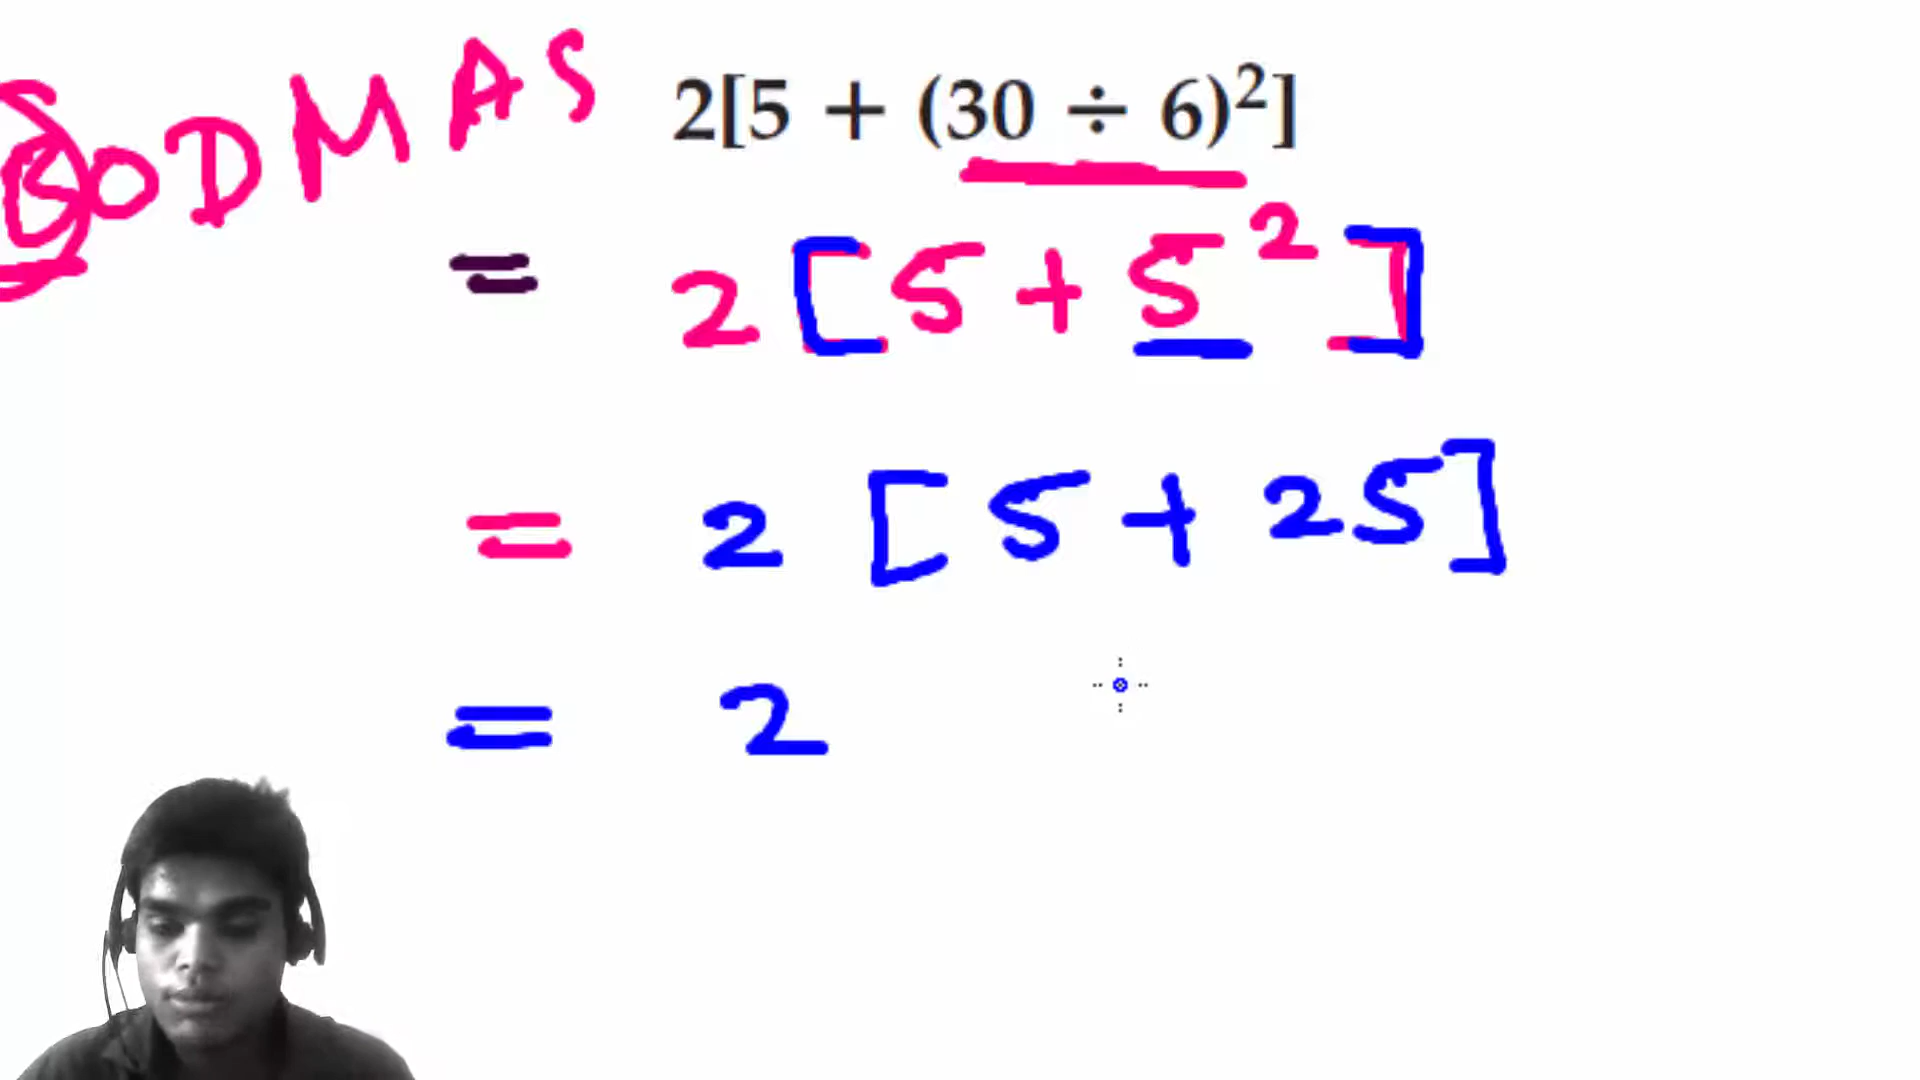 BODMAS
2[5 + (30 ÷ 6)²]
= 2[5+5²]
= 2 [5+25]
= 2